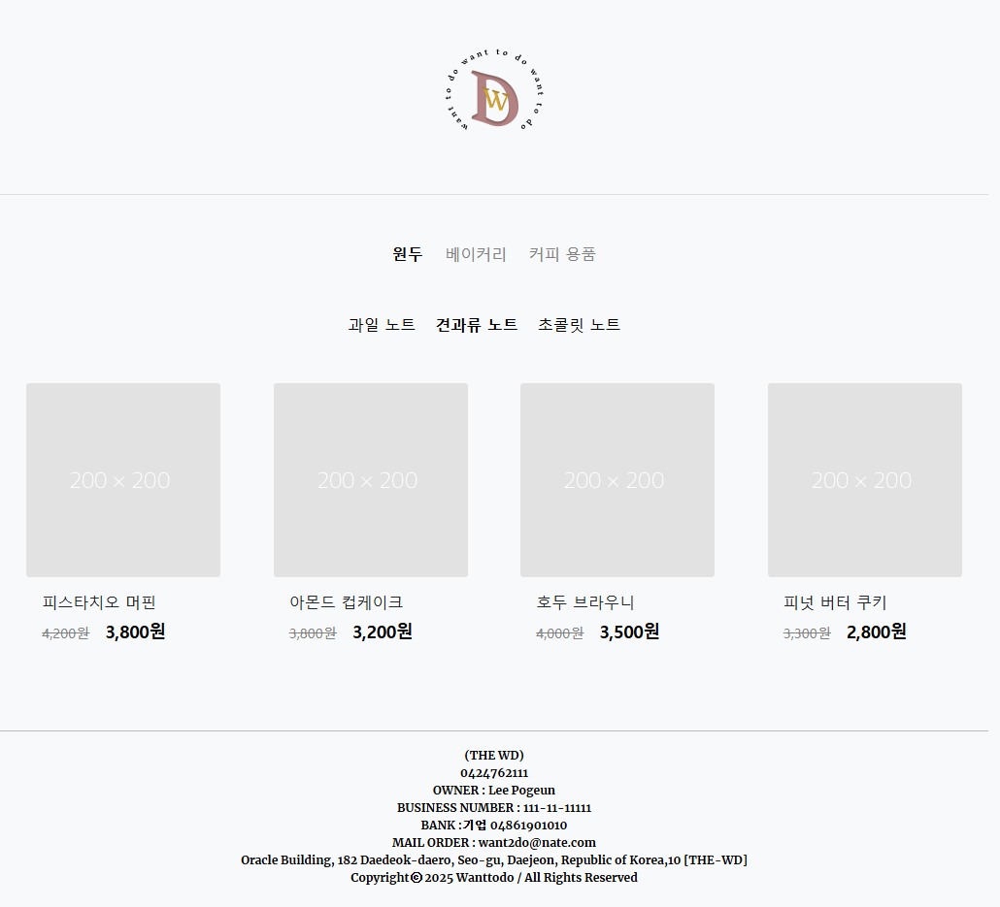 want to do want to do want to do
W
D
원두 베이커리 커피 용품
과일 노트 견과류 노트 초콜릿 노트
200 × 200 200 × 200 200 × 200 200 × 200
피스타치오 머핀 아몬드 컵케이크 호두 브라우니 피넛 버터 쿠키
4,200원 3,800원 3,800원 3,200원 4,000원 3,500원 3,300원 2,800원
(THE WD)
0424762111
OWNER : Lee Pogeun
BUSINESS NUMBER : 111-11-11111
BANK :기업 04861901010
MAIL ORDER : want2do@nate.com
Oracle Building, 182 Daedeok-daero, Seo-gu, Daejeon, Republic of Korea,10 [THE-WD]
Copyright© 2025 Wanttodo / All Rights Reserved